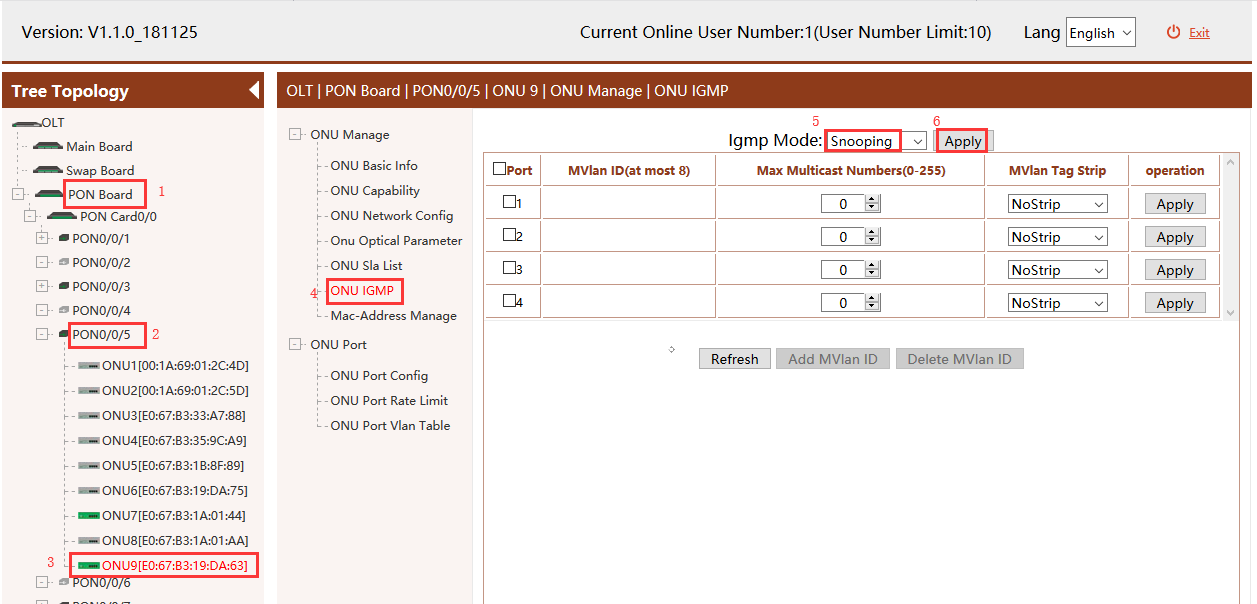 Version: V1.1.0_181125
Current Online User Number:1(User Number Limit:10)
Lang English
Exit
Tree Topology
OLT | PON Board | PON0/0/5 | ONU 9 | ONU Manage | ONU IGMP
OLT
Main Board
Swap Board
PON Board
1
PON Card0/0
PON0/0/1
PON0/0/2
PON0/0/3
PON0/0/4
PON0/0/5
2
ONU1[00:1A:69:01:2C:4D]
ONU2[00:1A:69:01:2C:5D]
ONU3[E0:67:B3:33:A7:88]
ONU4[E0:67:B3:35:9C:A9]
ONU5[E0:67:B3:1B:8F:89]
ONU6[E0:67:B3:19:DA:75]
ONU7[E0:67:B3:1A:01:44]
ONU8[E0:67:B3:1A:01:AA]
3
ONU9[E0:67:B3:19:DA:63]
PON0/0/6
ONU Manage
ONU Basic Info
ONU Capability
ONU Network Config
Onu Optical Parameter
ONU Sla List
4
ONU IGMP
Mac-Address Manage
ONU Port
ONU Port Config
ONU Port Rate Limit
ONU Port Vlan Table
5
6
Igmp Mode: Snooping Apply
Port MVlan ID(at most 8) Max Multicast Numbers(0-255) MVlan Tag Strip operation
1 0 NoStrip Apply
2 0 NoStrip Apply
3 0 NoStrip Apply
4 0 NoStrip Apply
Refresh Add MVlan ID Delete MVlan ID